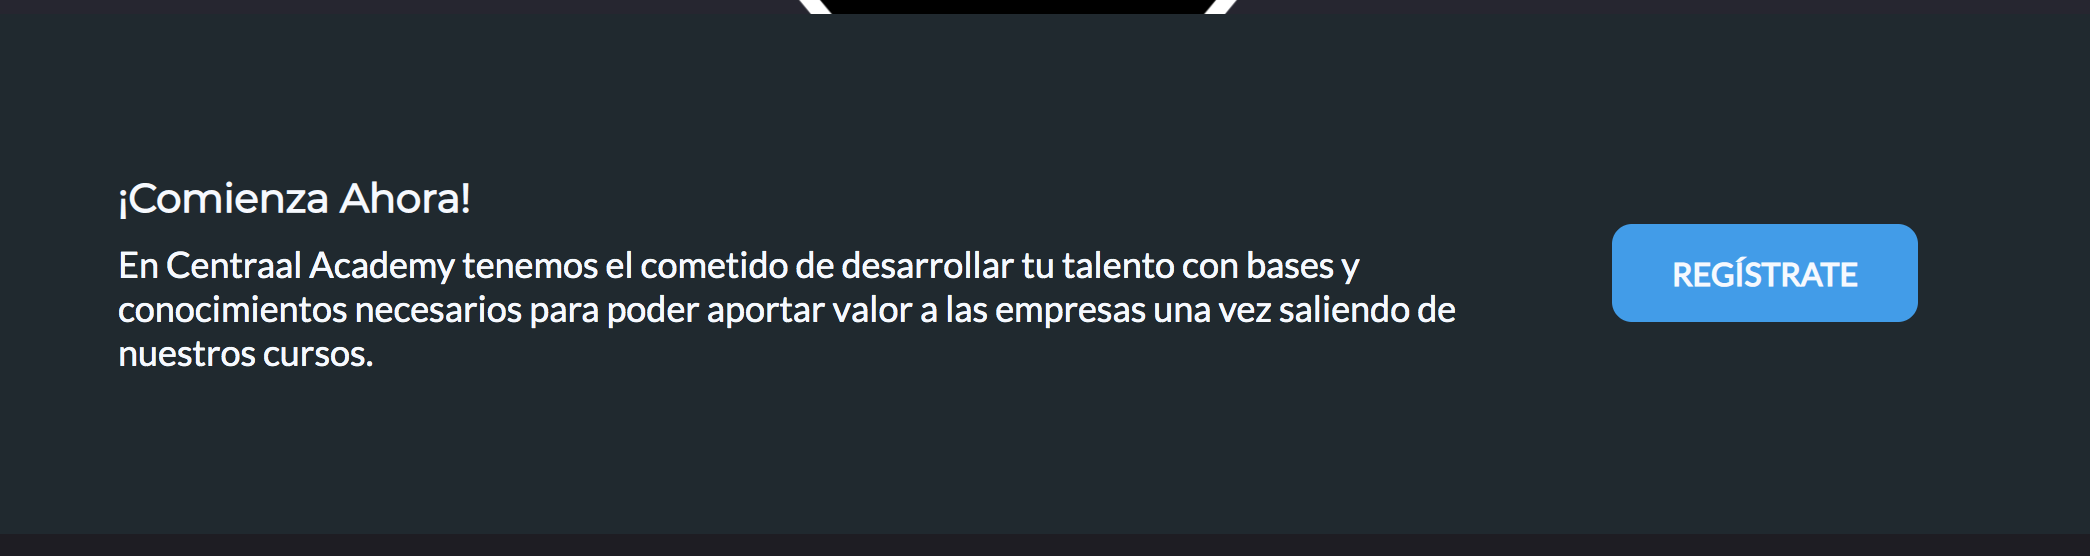 ¡Comienza Ahora!
En Centraal Academy tenemos el cometido de desarrollar tu talento con bases y
conocimientos necesarios para poder aportar valor a las empresas una vez saliendo de
nuestros cursos.
REGÍSTRATE